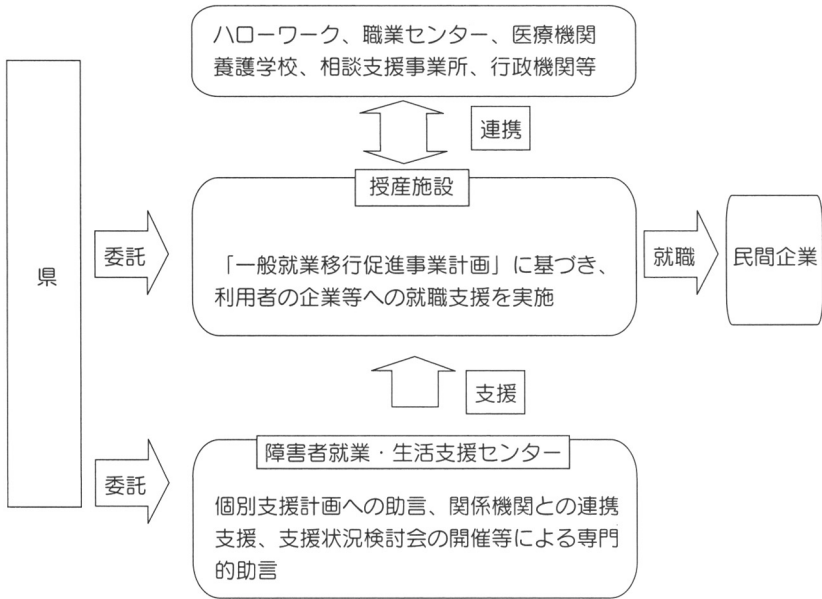 ハローワーク、職業センター、医療機関
養護学校、相談支援事業所、行政機関等
連携
県
委託
授産施設
「一般就業移行促進事業計画」に基づき、
利用者の企業等への就職支援を実施
就職
民間企業
支援
委託
障害者就業・生活支援センター
個別支援計画への助言、関係機関との連携
支援、支援状況検討会の開催等による専門
的助言